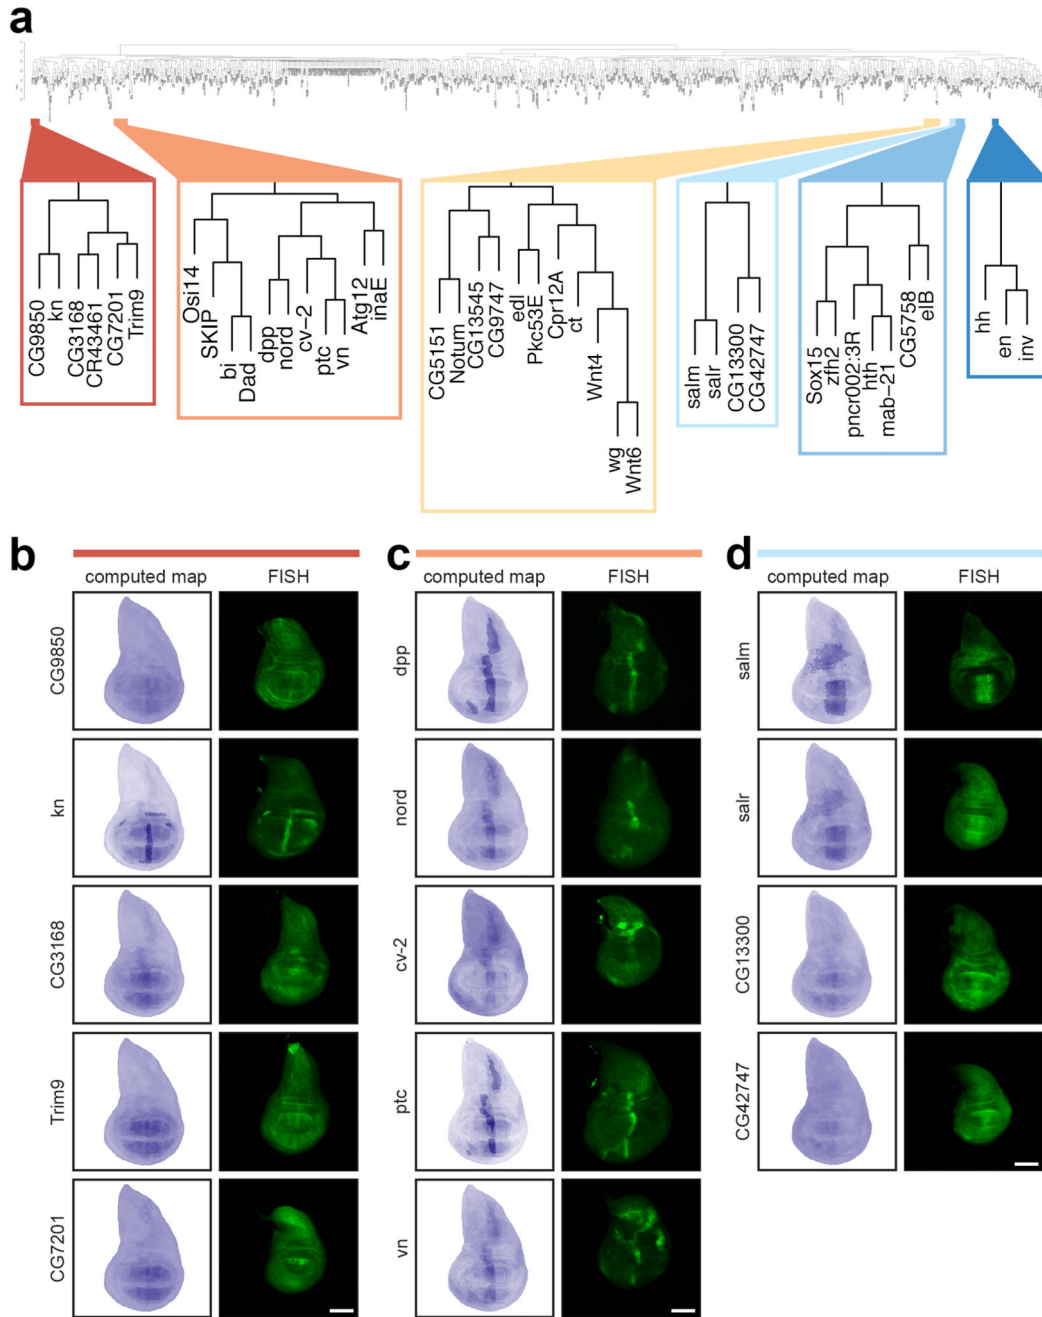 a
CG9850
kn
CG3168
CR43461
CG7201
Trim9
Osi14
SKIP
bi
Dad
dpp
nord
cv-2
ptc
vn
Atg12
inaE
CG5151
Notum
CG13545
CG9747
edl
Pkc53E
Cpr12A
ct
Wnt4
wg
Wnt6
salm
salr
CG13300
CG42747
Sox15
zfh2
pncr002:3R
hth
mab-21
CG5758
elB
hh
en
inv
b
computed map FISH
CG9850
kn
CG3168
Trim9
CG7201
c
computed map FISH
dpp
nord
cv-2
ptc
vn
d
computed map FISH
salm
salr
CG13300
CG42747